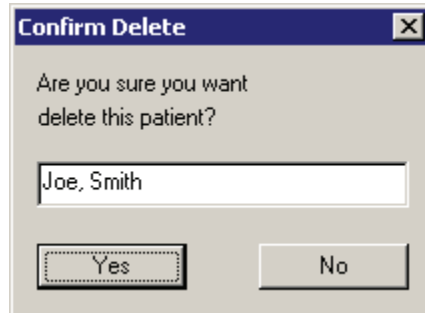 Confirm Delete
Are you sure you want
delete this patient?
Joe, Smith
Yes
No